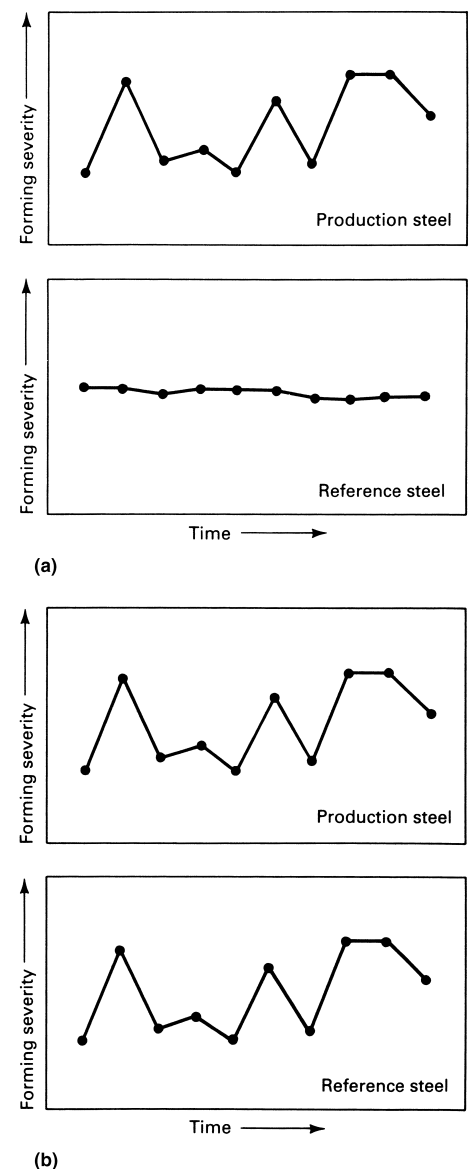 Forming severity
Production steel
Forming severity
Reference steel
Time
(a)
Forming severity
Production steel
Forming severity
Reference steel
Time
(b)